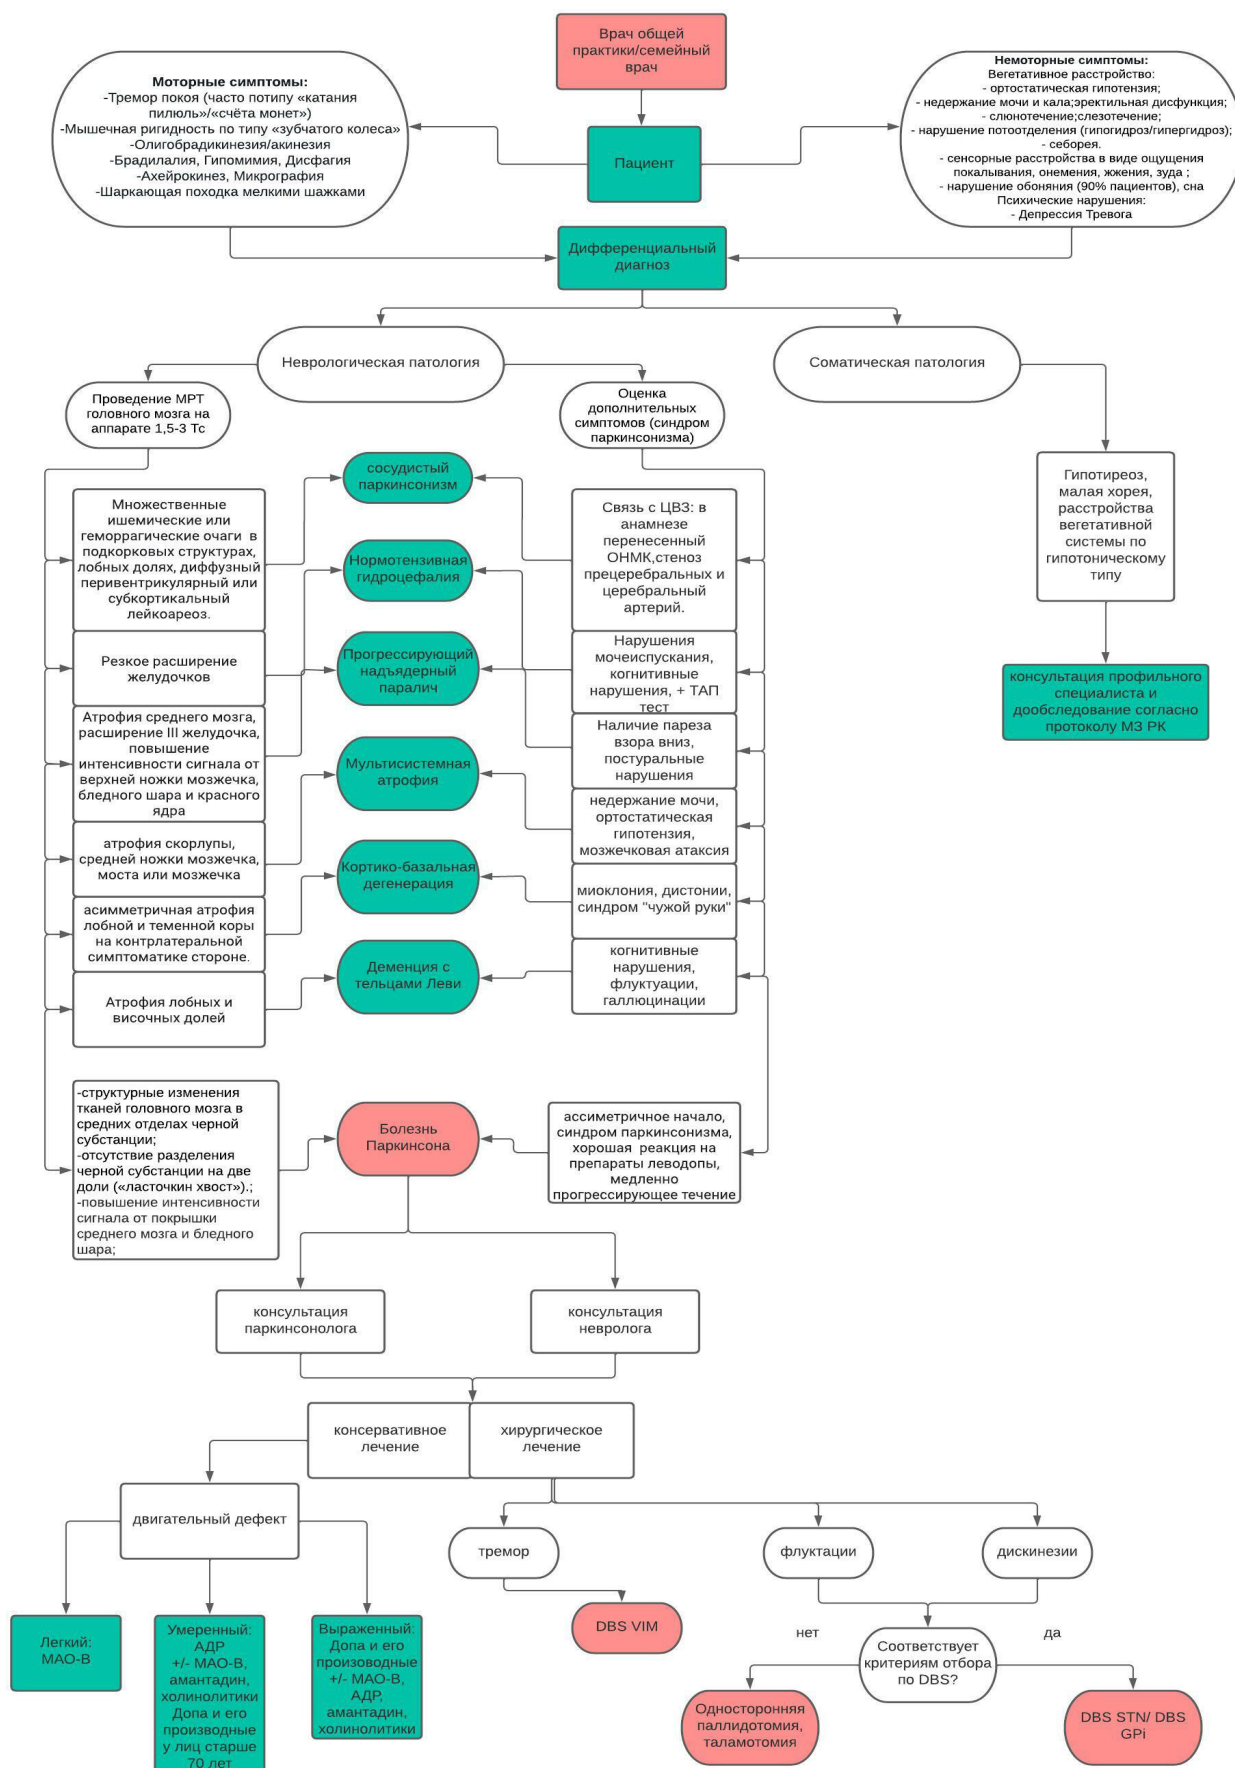 Врач общей
практики/семейный
врач
Моторные симптомы:
-Тремор покоя (часто потипу «катания
пилюль»/«счёта монет»)
-Мышечная ригидность по типу «зубчатого колеса»
-Олигобрадикинезия/акинезия
-Брадилалия, Гипомимия, Дисфагия
-Ахейрокинез, Микрография
-Шаркающая походка мелкими шажками
Пациент
Немоторные симптомы:
Вегетативное расстройство:
- ортостатическая гипотензия;
- недержание мочи и кала;эректильная дисфункция;
- слюнотечение;слезотечение;
- нарушение потоотделения (гипогидроз/гипергидроз);
- себорея.
- сенсорные расстройства в виде ощущения
покалывания, онемения, жжения, зуда ;
- нарушение обоняния (90% пациентов), сна
Психические нарушения:
- Депрессия Тревога
Дифференциальный
диагноз
Неврологическая патология
Соматическая патология
Проведение МРТ
головного мозга на
аппарате 1,5-3 Тс
Оценка
дополнительных
симптомов (синдром
паркинсонизма)
Множественные
ишемические или
геморрагические очаги в
подкорковых структурах,
лобных долях, диффузный
перивентрикулярный или
субкортикальный
лейкоареоз.
сосудистый
паркинсонизм
Связь с ЦВЗ: в
анамнезе
перенесенный
ОНМК,стеноз
прецеребральных и
церебральный
артерий.
Гипотиреоз,
малая хорея,
расстройства
вегетативной
системы по
гипотоническому
типу
Резкое расширение
желудочков
Нормотензивная
гидроцефалия
Нарушения
мочеиспускания,
когнитивные
нарушения, + ТАП
тест
консультация профильного
специалиста и
дообследование согласно
протоколу МЗ РК
Атрофия среднего мозга,
расширение III желудочка,
повышение
интенсивности сигнала от
верхней ножки мозжечка,
бледного шара и красного
ядра
Прогрессирующий
надъядерный
паралич
Наличие пареза
взора вниз,
постуральные
нарушения
атрофия скорлупы,
средней ножки мозжечка,
моста или мозжечка
Мультисистемная
атрофия
недержание мочи,
ортостатическая
гипотензия,
мозжечковая атаксия
асимметричная атрофия
лобной и теменной коры
на контрлатеральной
симптоматике стороне.
Кортико-базальная
дегенерация
миоклония, дистонии,
синдром "чужой руки"
Атрофия лобных и
височных долей
Деменция с
тельцами Леви
когнитивные
нарушения,
флуктуации,
галлюцинации
-структурные изменения
тканей головного мозга в
средних отделах черной
субстанции;
-отсутствие разделения
черной субстанции на две
доли («ласточкин хвост»).;
-повышение интенсивности
сигнала от покрышки
среднего мозга и бледного
шара;
Болезнь
Паркинсона
ассиметричное начало,
синдром паркинсонизма,
хорошая реакция на
препараты леводопы,
медленно
прогрессирующее течение
консультация
паркинсонолога
консультация
невролога
консервативное
лечение
хирургическое
лечение
двигательный дефект
тремор
флуктации
дискинезии
Легкий:
МАО-В
Умеренный:
АДР
+/- МАО-В,
амантадин,
холинолитики
Допа и его
производные
у лиц старше
70 лет
Выраженный:
Допа и его
произоводные
+/- МАО-В,
АДР,
амантадин,
холинолитики
DBS VIM
нет
Соответствует
критериям отбора
по DBS?
да
Односторонняя
паллидотомия,
таламотомия
DBS STN/ DBS
GPi